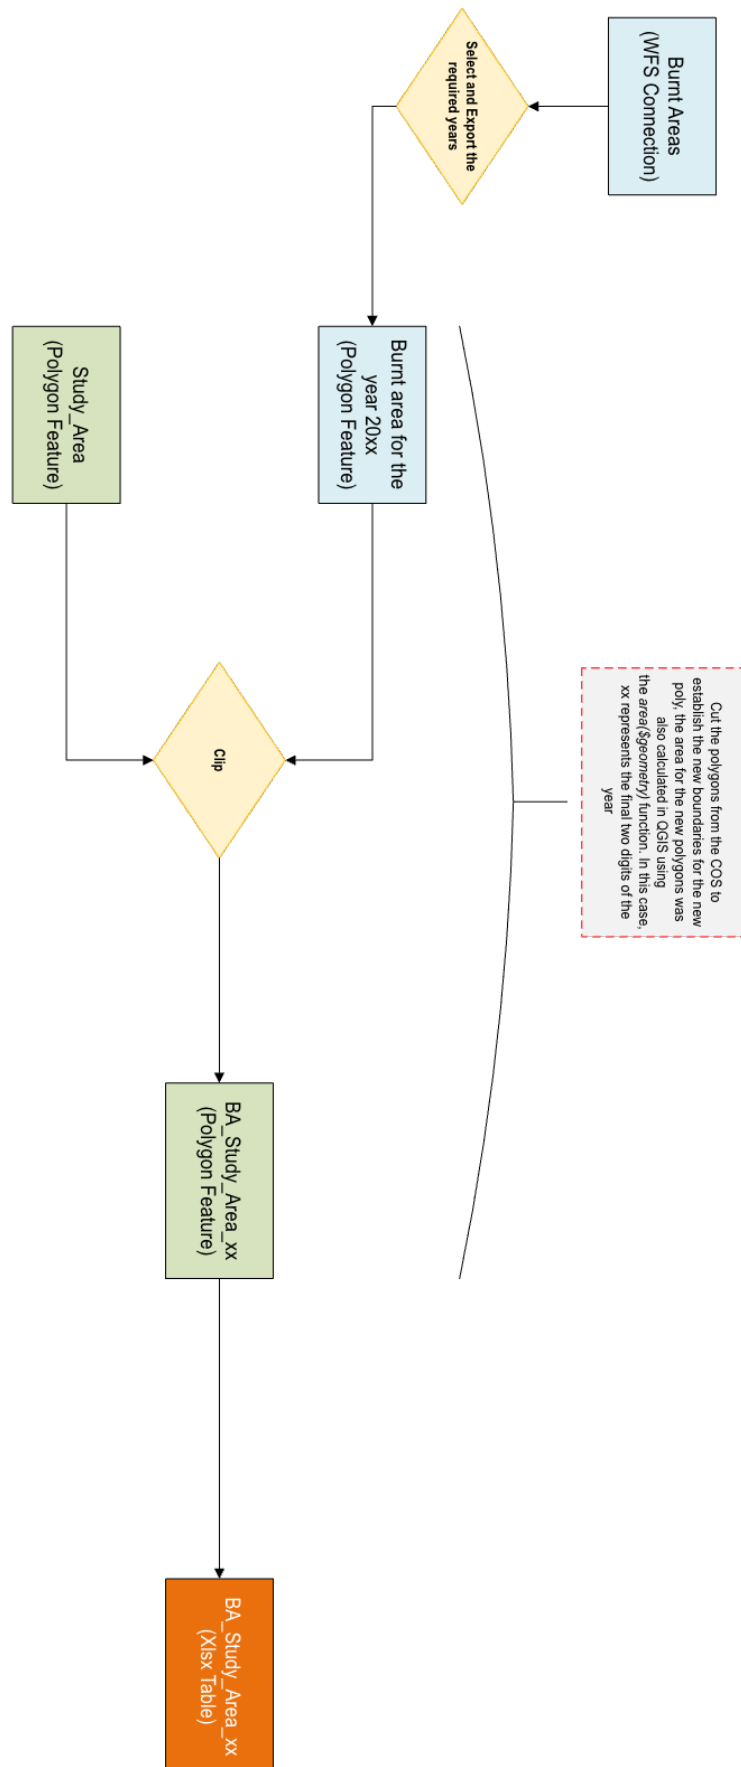 Burnt Areas
(WFS Connection)
Select and Export the
required years
Burnt area for the
year 20xx
(Polygon Feature)
Study_Area
(Polygon Feature)
Cut the polygons from the COS to
establish the new boundaries for the new
poly, the area for the new polygons was
also calculated in QGIS using
the area($geometry) function. In this case,
xx represents the final two digits of the
year
Clip
BA_Study_Area_xx
(Polygon Feature)
BA_Study_Area_xx
(Xlsx Table)